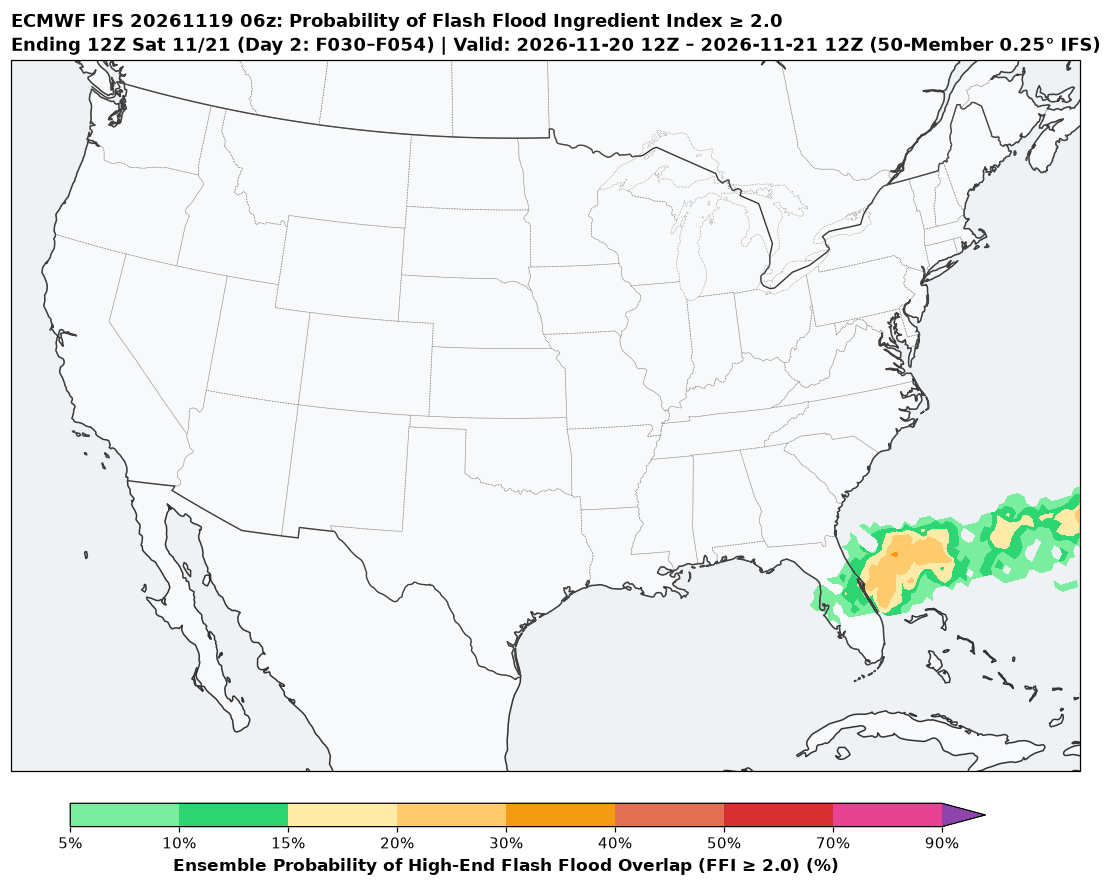 ECMWF IFS 20261119 06z: Probability of Flash Flood Ingredient Index ≥ 2.0
Ending 12Z Sat 11/21 (Day 2: F030–F054) | Valid: 2026-11-20 12Z – 2026-11-21 12Z (50-Member 0.25° IFS)
5% 10% 15% 20% 30% 40% 50% 70% 90%
Ensemble Probability of High-End Flash Flood Overlap (FFI ≥ 2.0) (%)